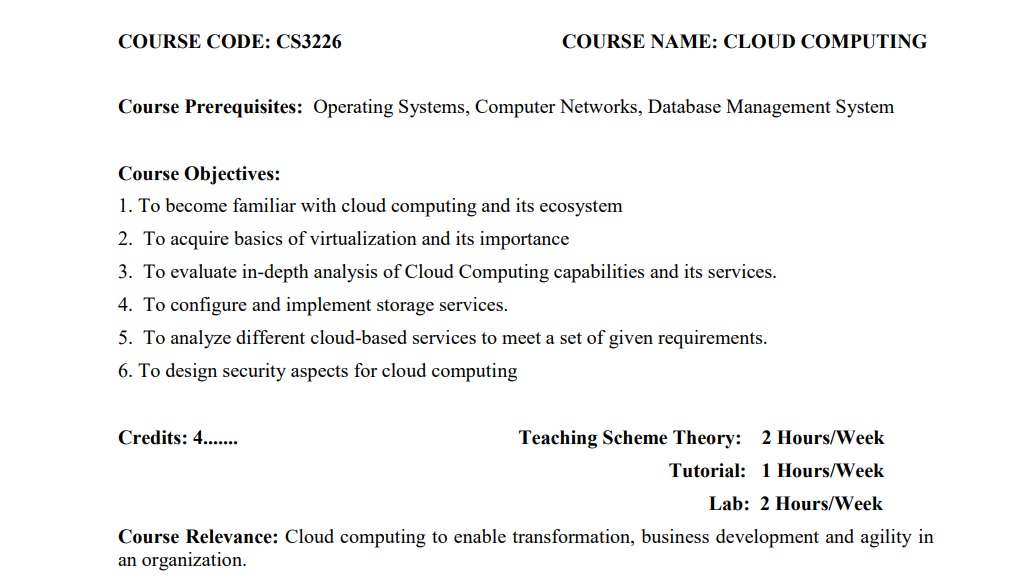 COURSE CODE: CS3226 COURSE NAME: CLOUD COMPUTING
Course Prerequisites: Operating Systems, Computer Networks, Database Management System
Course Objectives:
1. To become familiar with cloud computing and its ecosystem
2. To acquire basics of virtualization and its importance
3. To evaluate in-depth analysis of Cloud Computing capabilities and its services.
4. To configure and implement storage services.
5. To analyze different cloud-based services to meet a set of given requirements.
6. To design security aspects for cloud computing
Credits: 4....... Teaching Scheme Theory: 2 Hours/Week
Tutorial: 1 Hours/Week
Lab: 2 Hours/Week
Course Relevance: Cloud computing to enable transformation, business development and agility in
an organization.